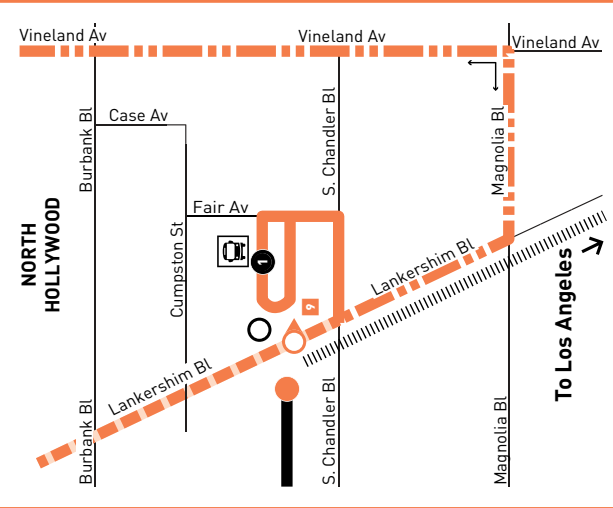 Vineland Av
Vineland Av
Vineland Av
Burbank Bl
Case Av
S. Chandler Bl
Magnolia Bl
NORTH
HOLLYWOOD
Fair Av
Cumpston St
1
9
Lankershim Bl
To Los Angeles
Lankershim Bl
Burbank Bl
S. Chandler Bl
Magnolia Bl